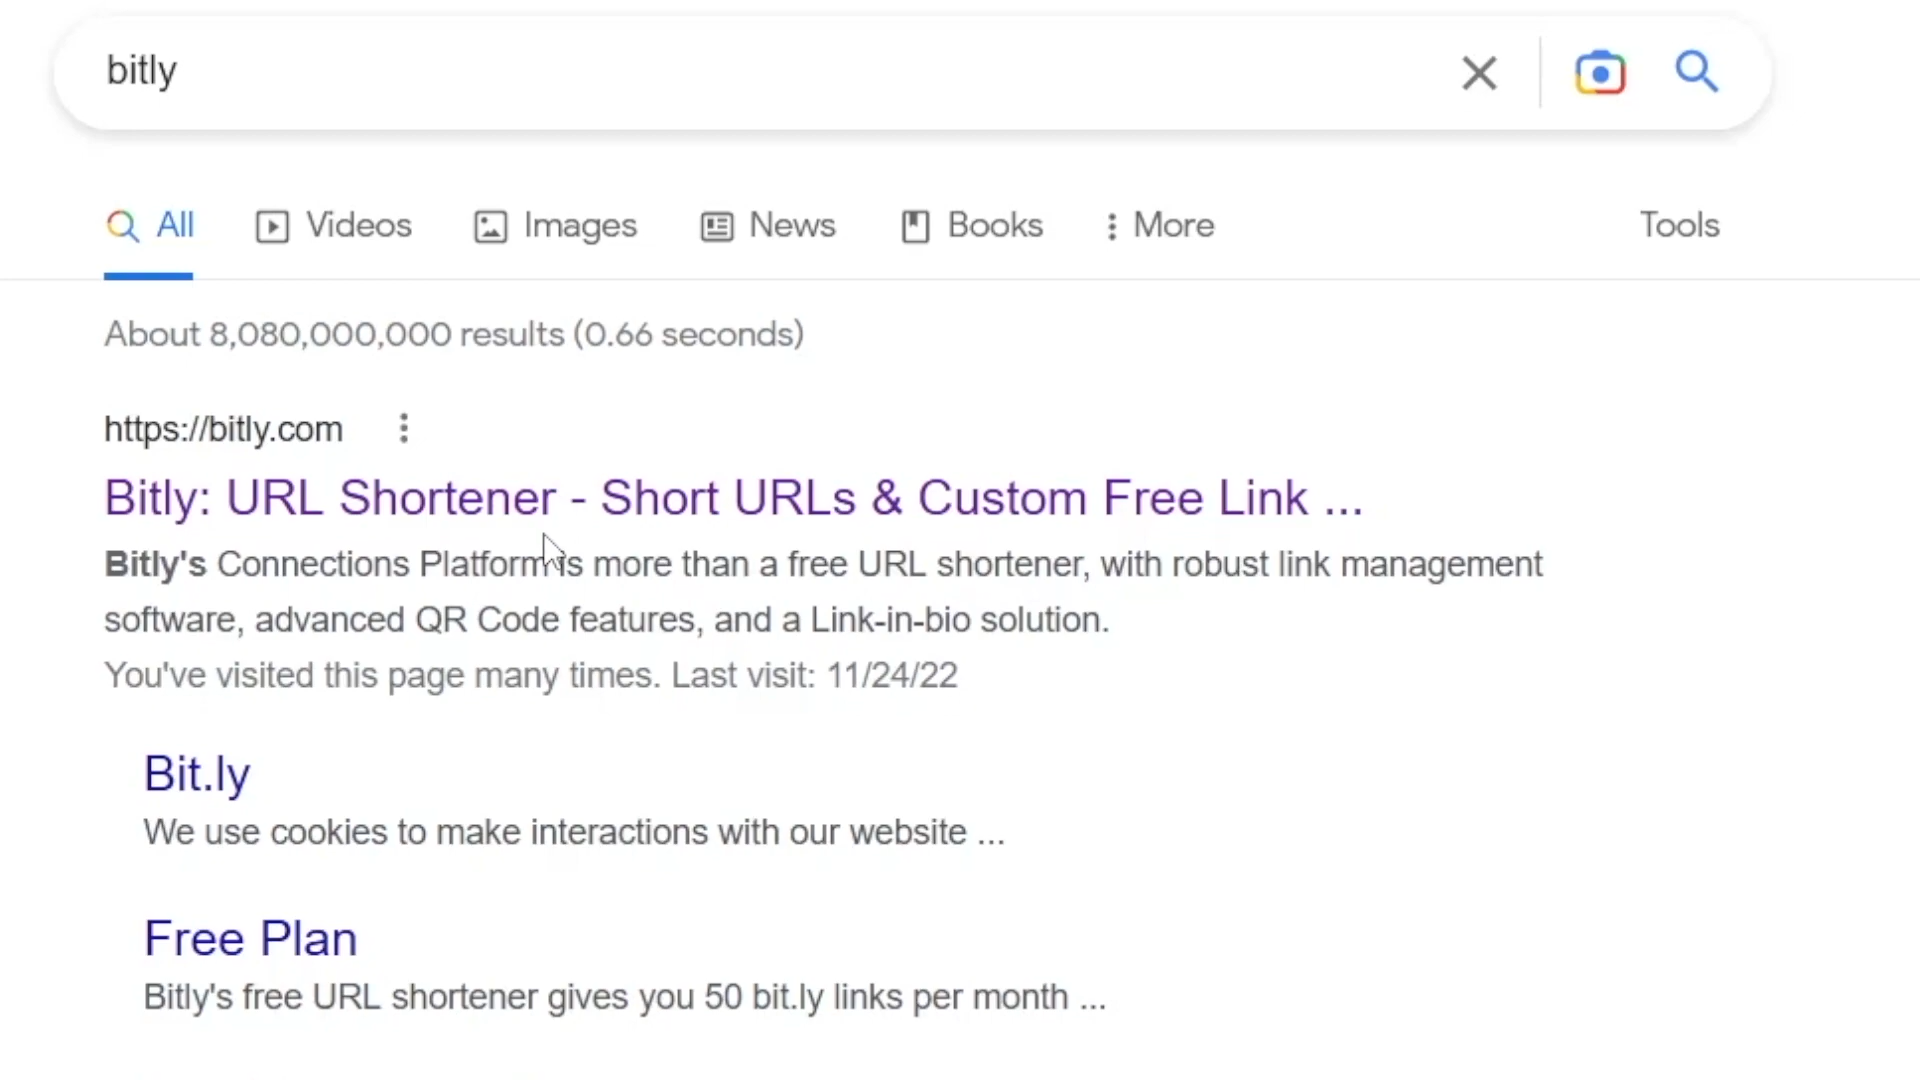 bitly
All Videos Images News Books More Tools
About 8,080,000,000 results (0.66 seconds)
https://bitly.com
Bitly: URL Shortener - Short URLs & Custom Free Link ...
Bitly's Connections Platform is more than a free URL shortener, with robust link management
software, advanced QR Code features, and a Link-in-bio solution.
You've visited this page many times. Last visit: 11/24/22
Bit.ly
We use cookies to make interactions with our website ...
Free Plan
Bitly's free URL shortener gives you 50 bit.ly links per month ...